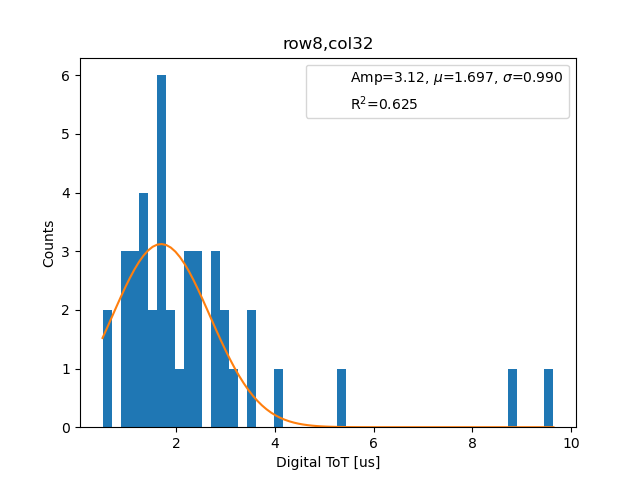 row8,col32
Amp=3.12, μ=1.697, σ=0.990
R²=0.625
Counts
6
5
4
3
2
1
0
2 4 6 8 10
Digital ToT [us]